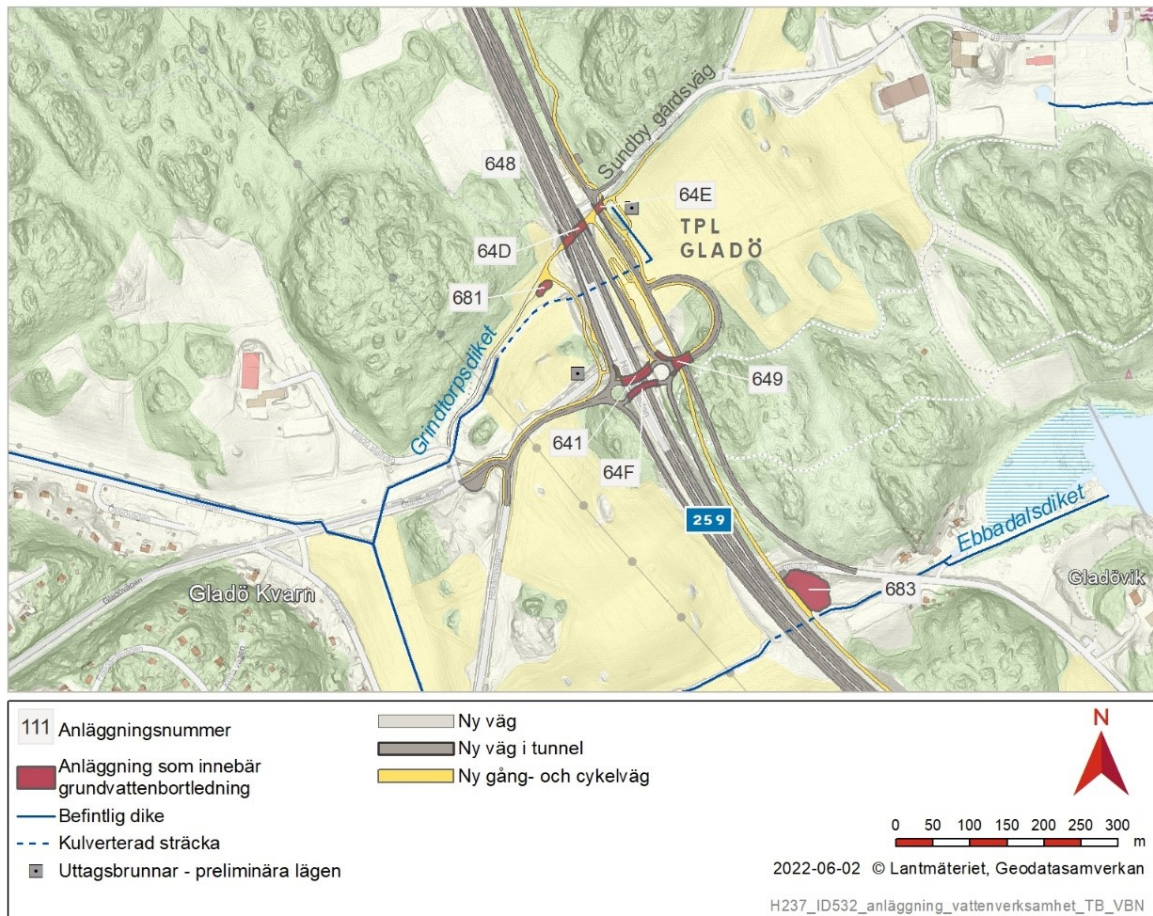 648
Sundby gårdsväg
64E
TPL
GLADÖ
64D
681
Grindtorpsdiket
649
641
64F
259
Ebbadalsdiket
Gladövik
683
Gladö Kvarn
Gladövägen
111 Anläggningsnummer
Anläggning som innebär
grundvattenbortledning
Befintlig dike
Kulverterad sträcka
Uttagsbrunnar - preliminära lägen
Ny väg
Ny väg i tunnel
Ny gång- och cykelväg
N
0 50 100 150 200 250 300
m
2022-06-02 © Lantmäteriet, Geodatasamverkan
H237_ID532_anläggning_vattenverksamhet_TB_VBN